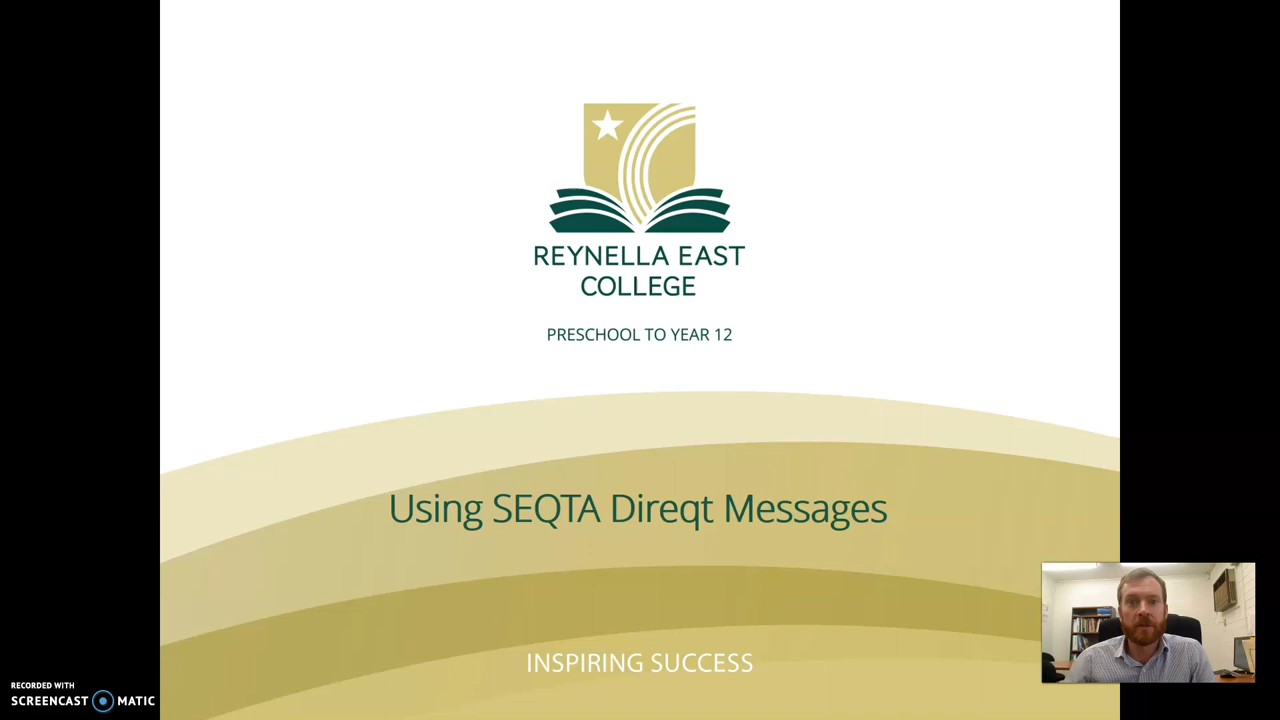 REYNELLA EAST
COLLEGE
PRESCHOOL TO YEAR 12
Using SEQTA Direqt Messages
INSPIRING SUCCESS
RECORDED WITH
SCREENCAST MATIC